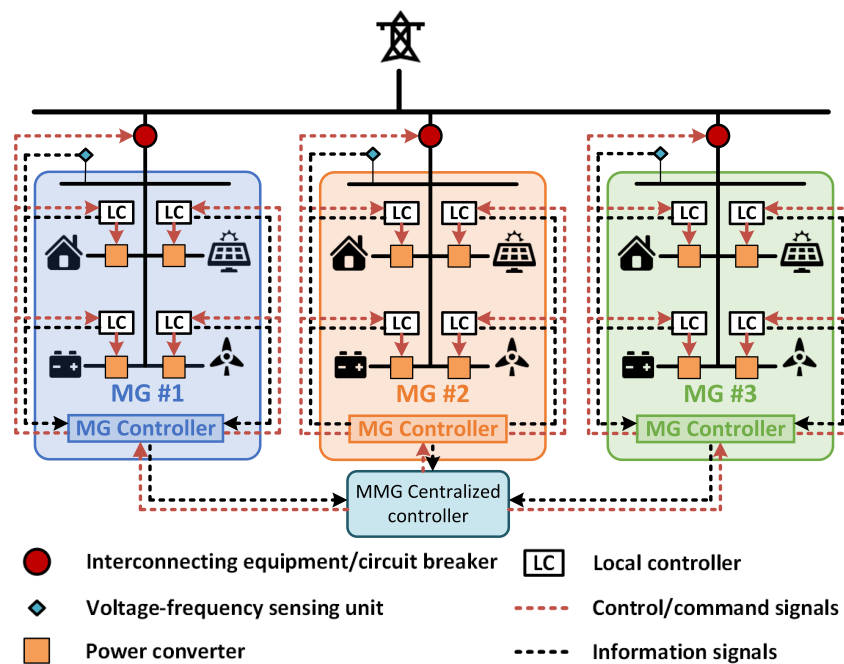 LC LC LC LC LC LC
LC LC LC LC LC LC
MG #1 MG #2 MG #3
MG Controller MG Controller MG Controller
MMG Centralized
controller
Interconnecting equipment/circuit breaker LC Local controller
Voltage-frequency sensing unit Control/command signals
Power converter Information signals